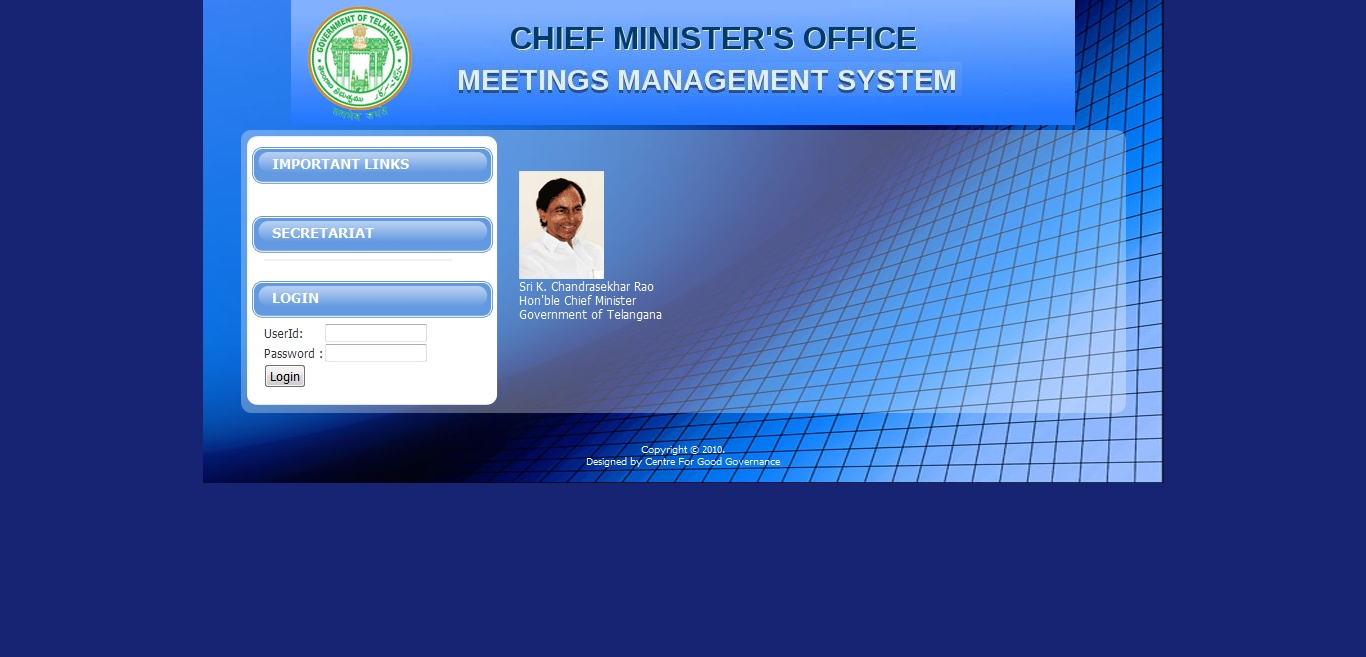 GOVERNMENT OF TELANGANA
CHIEF MINISTER'S OFFICE
MEETINGS MANAGEMENT SYSTEM
IMPORTANT LINKS
SECRETARIAT
LOGIN
UserId:
Password :
Login
Sri K. Chandrasekhar Rao
Hon'ble Chief Minister
Government of Telangana
Copyright © 2010.
Designed by Centre For Good Governance